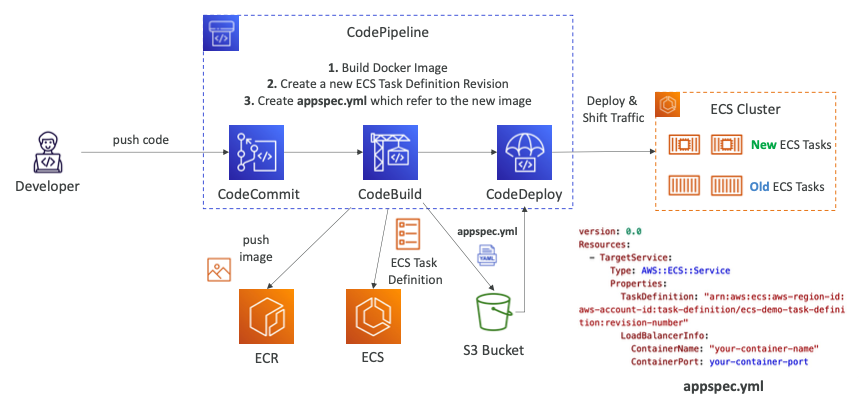 CodePipeline
1. Build Docker Image
2. Create a new ECS Task Definition Revision
3. Create appspec.yml which refer to the new image
Deploy &
Shift Traffic
ECS Cluster
New ECS Tasks
Old ECS Tasks
push code
Developer
CodeCommit
CodeBuild
CodeDeploy
push
image
ECS Task
Definition
appspec.yml
YAML
ECR
ECS
S3 Bucket
version: 0.0
Resources:
- TargetService:
Type: AWS::ECS::Service
Properties:
TaskDefinition: "arn:aws:ecs:aws-region-id:
aws-account-id:task-definition/ecs-demo-task-defini
tion:revision-number"
LoadBalancerInfo:
ContainerName: "your-container-name"
ContainerPort: your-container-port
appspec.yml